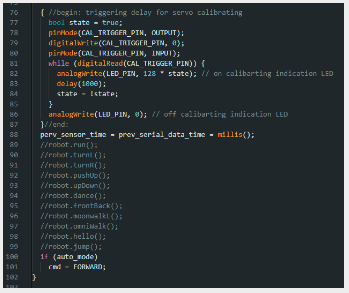 76 { //begin: triggering delay for servo calibrating
77 bool state = true;
78 pinMode(CAL_TRIGGER_PIN, OUTPUT);
79 digitalWrite(CAL_TRIGGER_PIN, 0);
80 pinMode(CAL_TRIGGER_PIN, INPUT);
81 while (digitalRead(CAL_TRIGGER_PIN)) {
82 analogWrite(LED_PIN, 128 * state); // on calibarting indication LED
83 delay(1000);
84 state = !state;
85 }
86 analogWrite(LED_PIN, 0); // off calibarting indication LED
87 }//end:
88 perv_sensor_time = prev_serial_data_time = millis();
89 //robot.run();
90 //robot.turnL();
91 //robot.turnR();
92 //robot.pushUp();
93 //robot.upDown();
94 //robot.dance();
95 //robot.frontBack();
96 //robot.moonwalkL();
97 //robot.omniWalk();
98 //robot.hello();
99 //robot.jump();
100 if (auto_mode)
101 cmd = FORWARD;
102 }